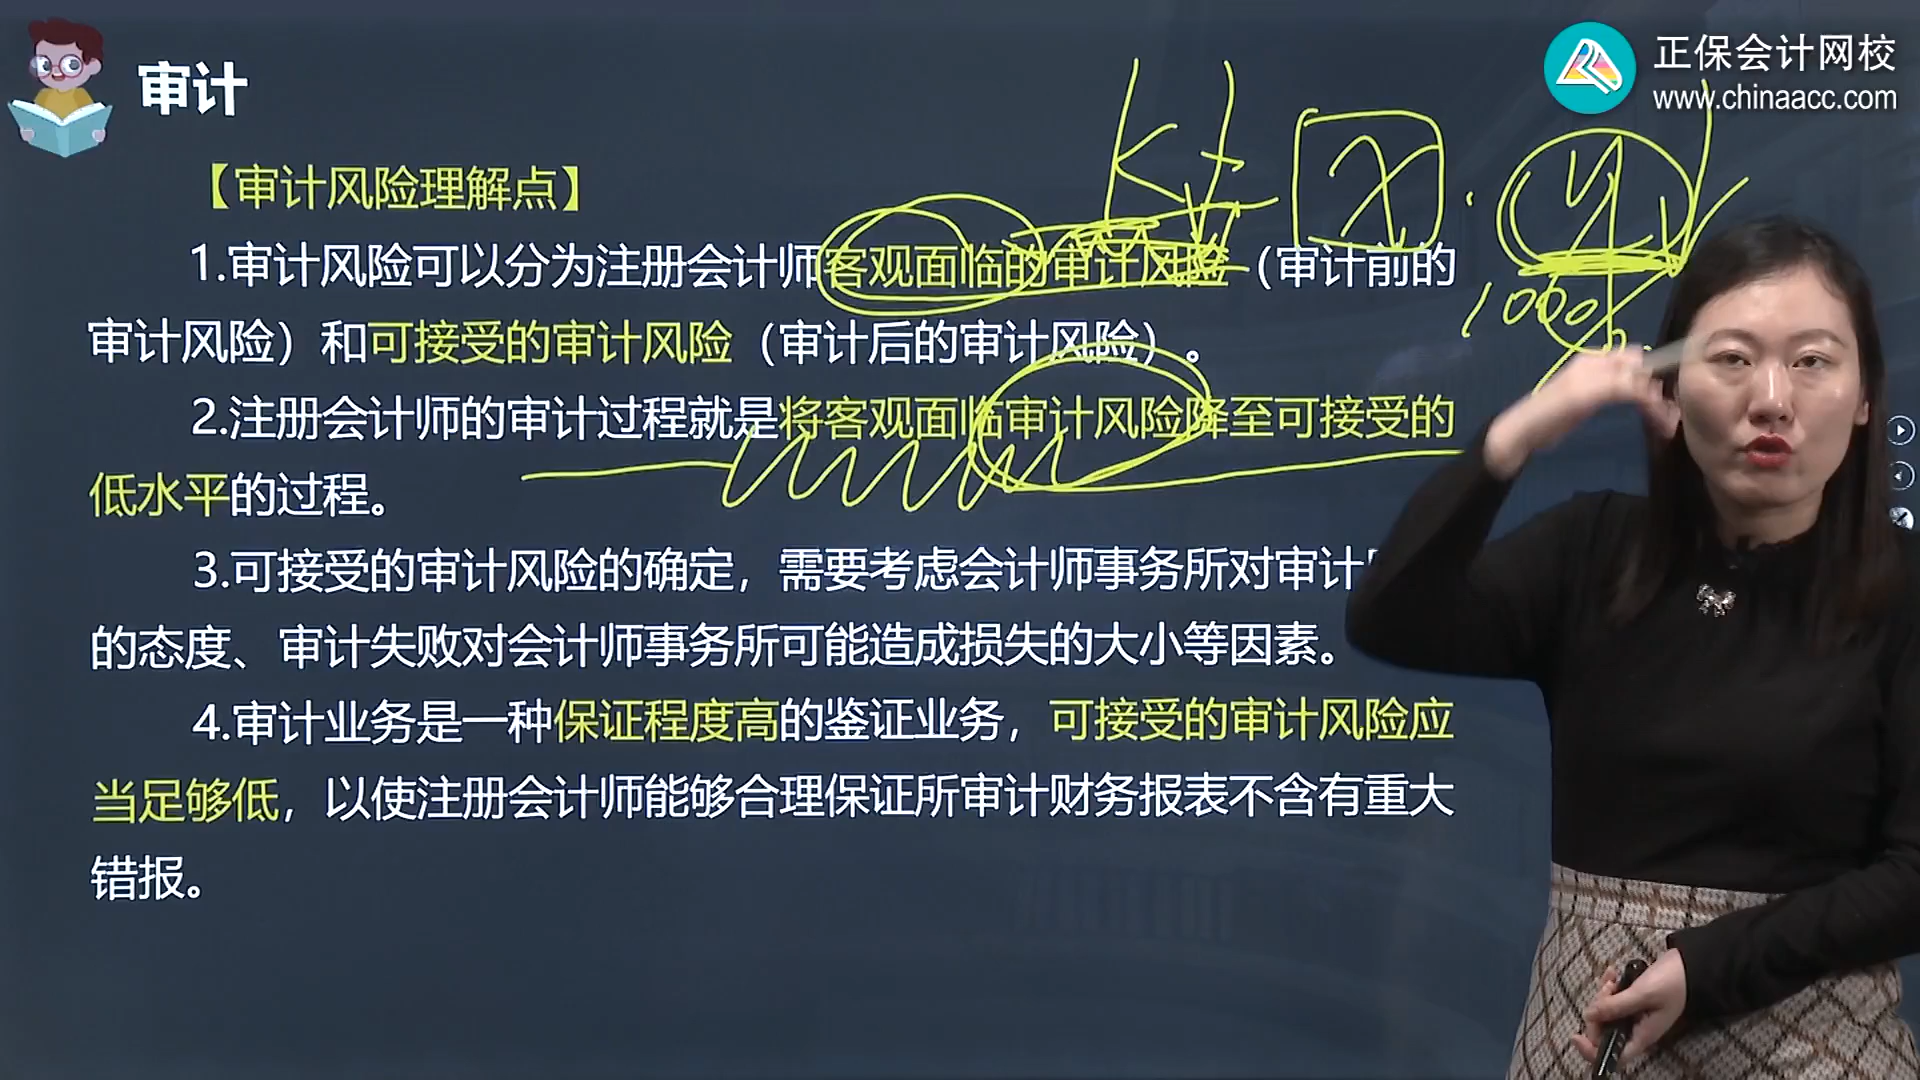 正保会计网校
www.chinaacc.com
审计
【审计风险理解点】
1.审计风险可以分为注册会计师客观面临的审计风险（审计前的
审计风险）和可接受的审计风险（审计后的审计风险）。
2.注册会计师的审计过程就是将客观面临审计风险降至可接受的
低水平的过程。
3.可接受的审计风险的确定，需要考虑会计师事务所对审计
的态度、审计失败对会计师事务所可能造成损失的大小等因素。
4.审计业务是一种保证程度高的鉴证业务，可接受的审计风险应
当足够低，以使注册会计师能够合理保证所审计财务报表不含有重大
错报。
K
x · y
100%